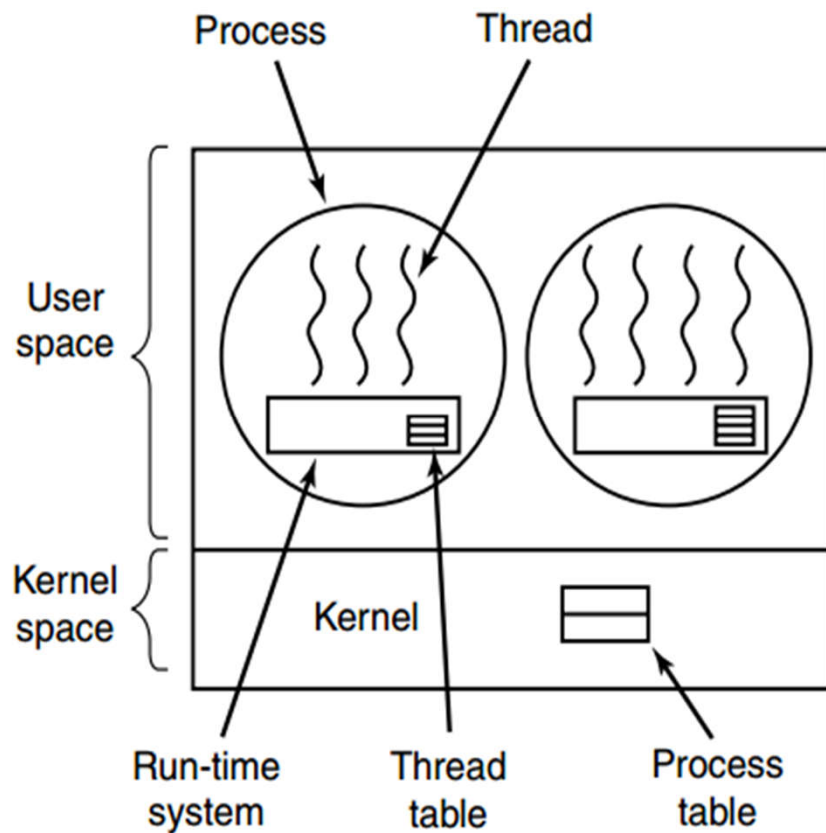 Process
Thread
User
space
Kernel
space
Kernel
Run-time
system
Thread
table
Process
table